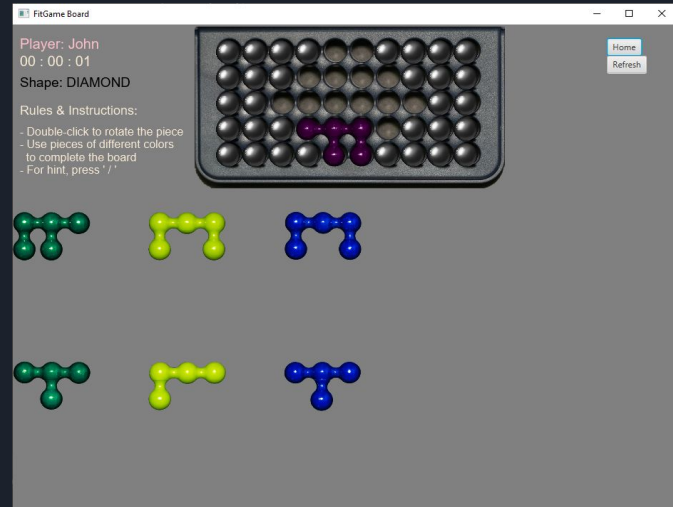 FitGame Board
Player: John
00 : 00 : 01
Shape: DIAMOND
Rules & Instructions:
- Double-click to rotate the piece
- Use pieces of different colors
to complete the board
- For hint, press ' / '
Home
Refresh